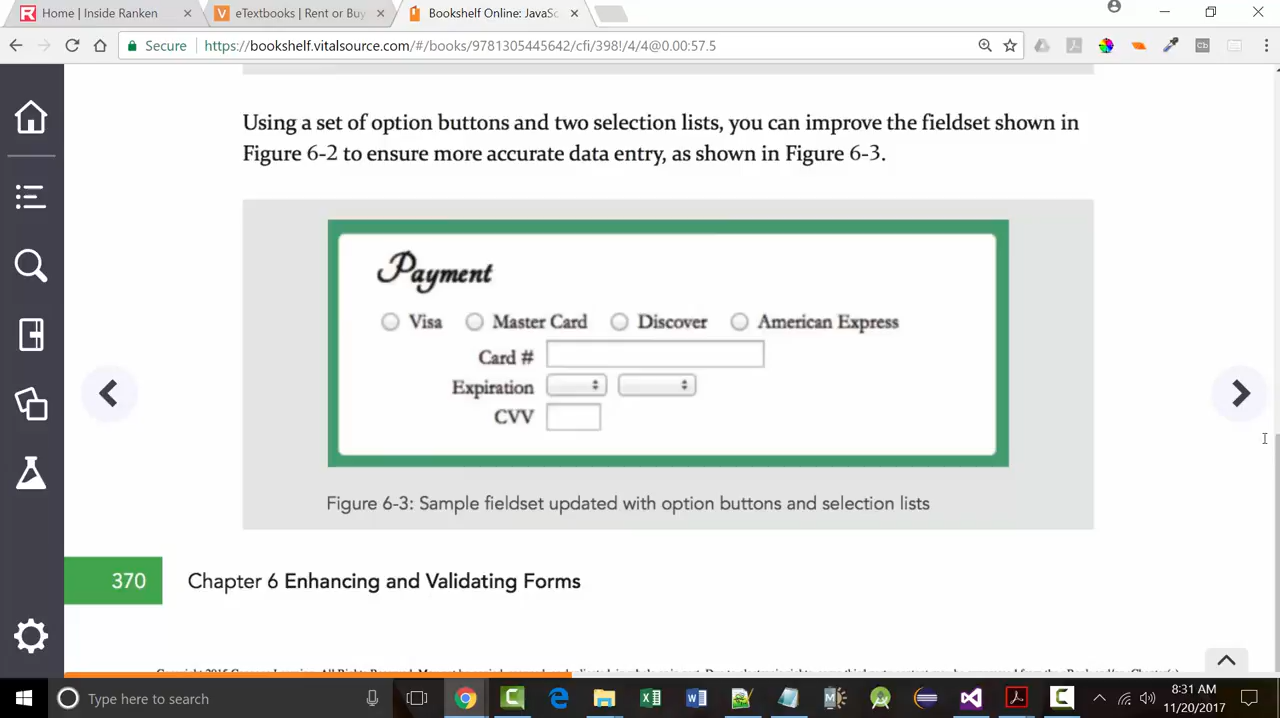 Home | Inside Ranken
eTextbooks | Rent or Buy
Bookshelf Online: JavaSc
Secure
https://bookshelf.vitalsource.com/#/books/9781305445642/cfi/398!/4/4@0.00:57.5
Using a set of option buttons and two selection lists, you can improve the fieldset shown in
Figure 6-2 to ensure more accurate data entry, as shown in Figure 6-3.
Payment
Visa Master Card Discover American Express
Card #
Expiration
CVV
Figure 6-3: Sample fieldset updated with option buttons and selection lists
370 Chapter 6 Enhancing and Validating Forms
Type here to search
8:31 AM
11/20/2017